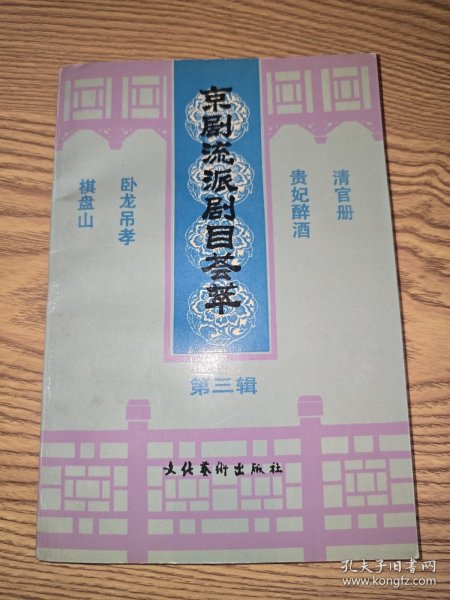 京剧流派剧目荟萃
清官册
贵妃醉酒
卧龙吊孝
棋盘山
第三辑
文化艺术出版社
孔夫子旧书网
www.kongfz.com